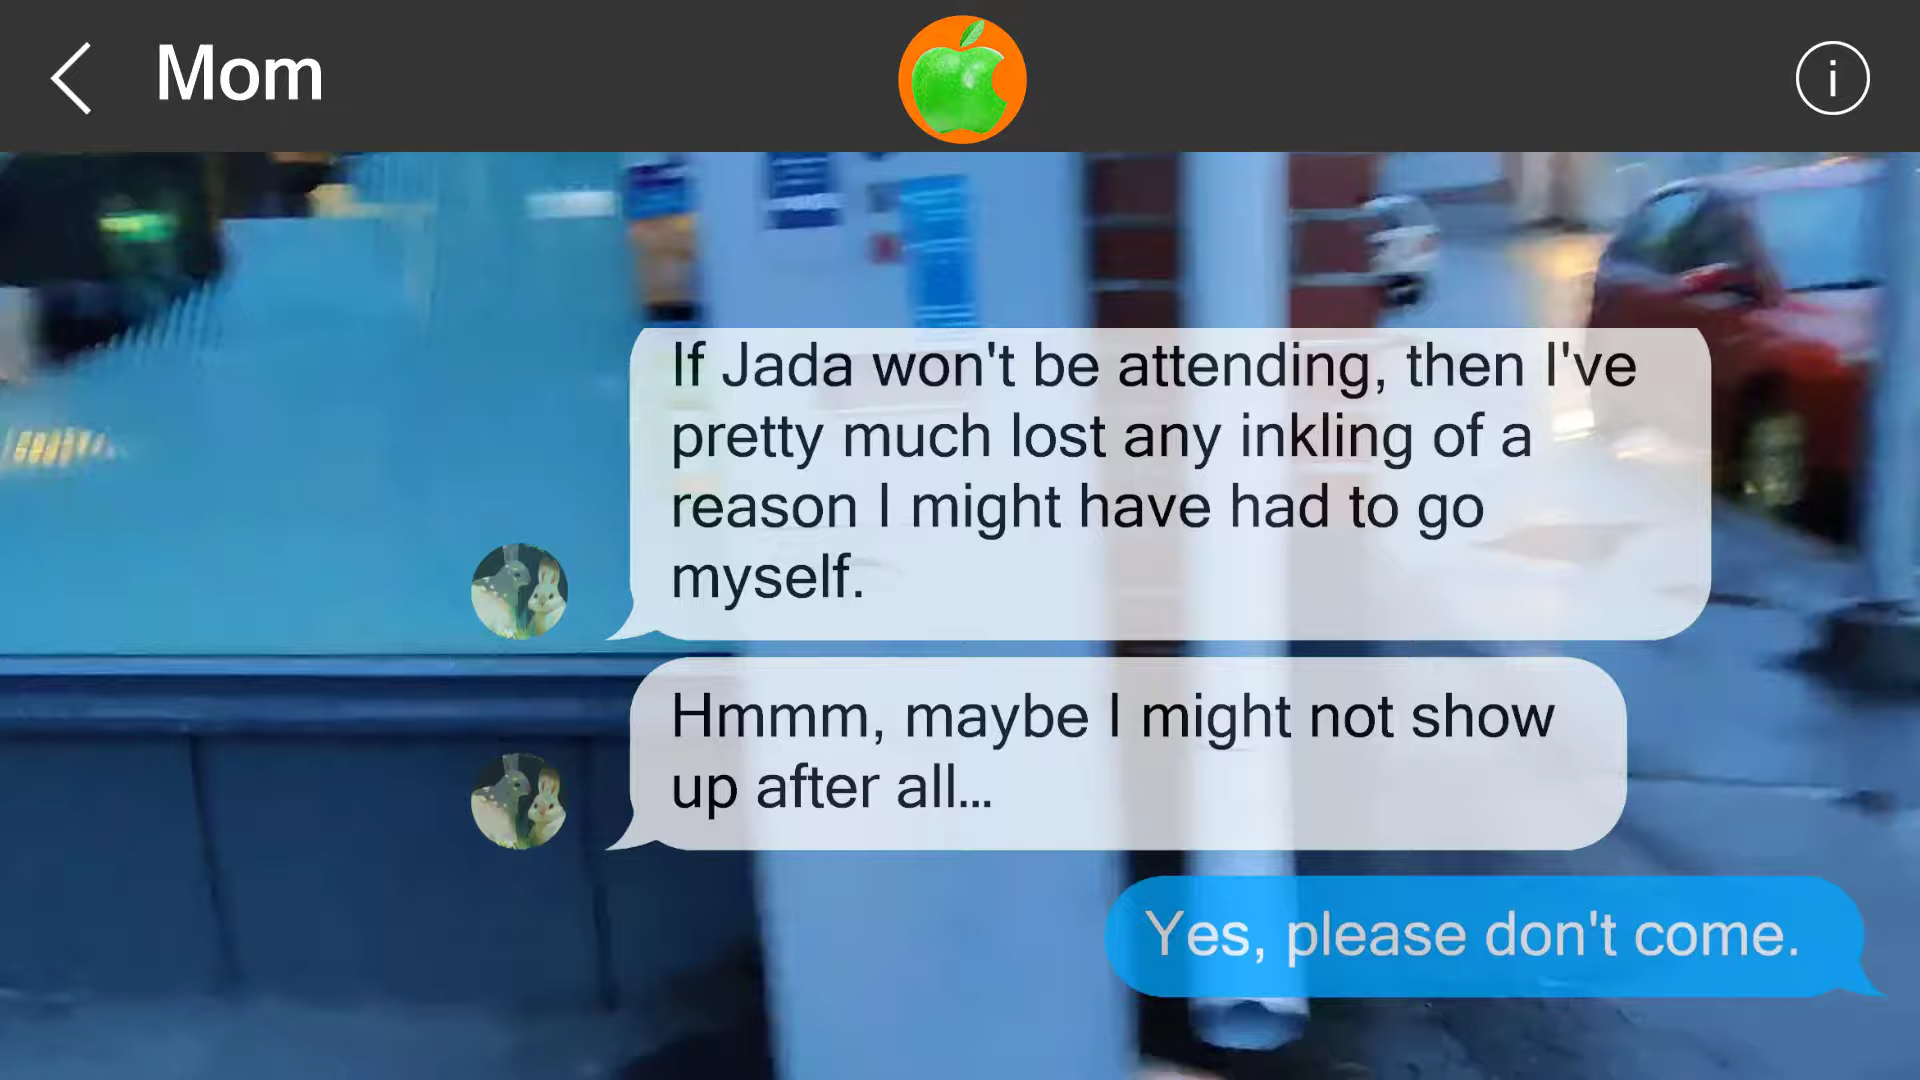 Mom
If Jada won't be attending, then I've
pretty much lost any inkling of a
reason I might have had to go
myself.
Hmmm, maybe I might not show
up after all...
Yes, please don't come.